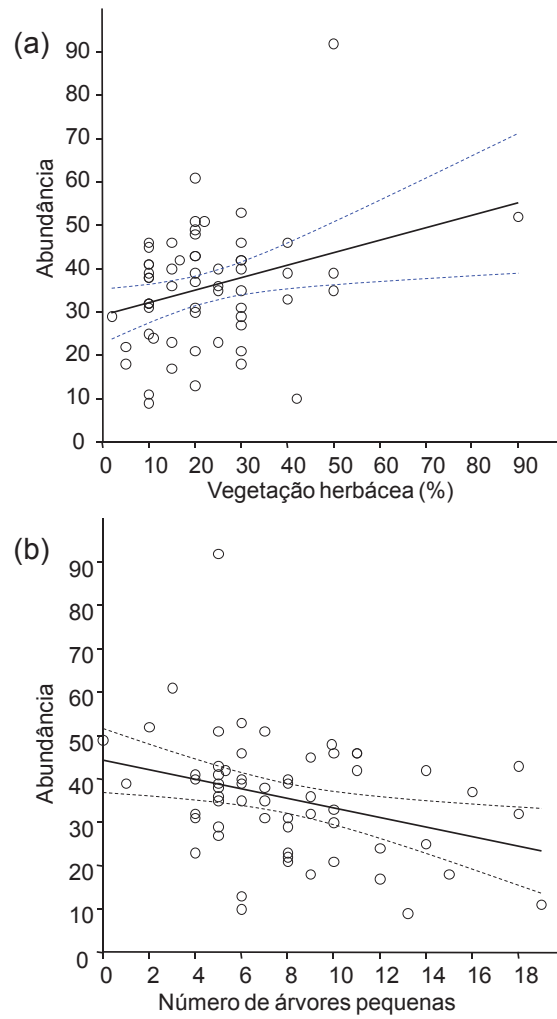 (a)
Abundância
90
80
70
60
50
40
30
20
10
0
0 10 20 30 40 50 60 70 80 90
Vegetação herbácea (%)
(b)
Abundância
90
80
70
60
50
40
30
20
10
0
0 2 4 6 8 10 12 14 16 18
Número de árvores pequenas